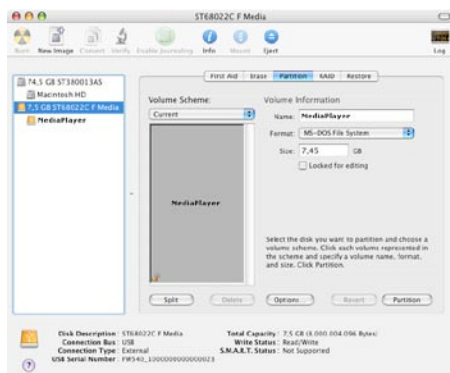 ST68022C F Media
Burn New Image Convert Verify Enable Journaling Info Mount Eject Log
74,5 GB ST380013AS
Macintosh HD
7,5 GB ST68022C F Media
MediaPlayer
First Aid Erase Partition RAID Restore
Volume Scheme:
Current
MediaPlayer
Volume Information
Name: MediaPlayer
Format: MS-DOS File System
Size: 7,45 GB
Locked for editing
Select the disk you want to partition and choose a
volume scheme. Click each volume represented in
the scheme and specify a volume name, format,
and size. Click Partition.
Split Delete Options... Revert Partition
Disk Description : ST68022C F Media
Connection Bus : USB
Connection Type : External
USB Serial Number : FW540_1000000000000023
Total Capacity : 7,5 GB (8.000.004.096 Bytes)
Write Status : Read/Write
S.M.A.R.T. Status : Not Supported
?